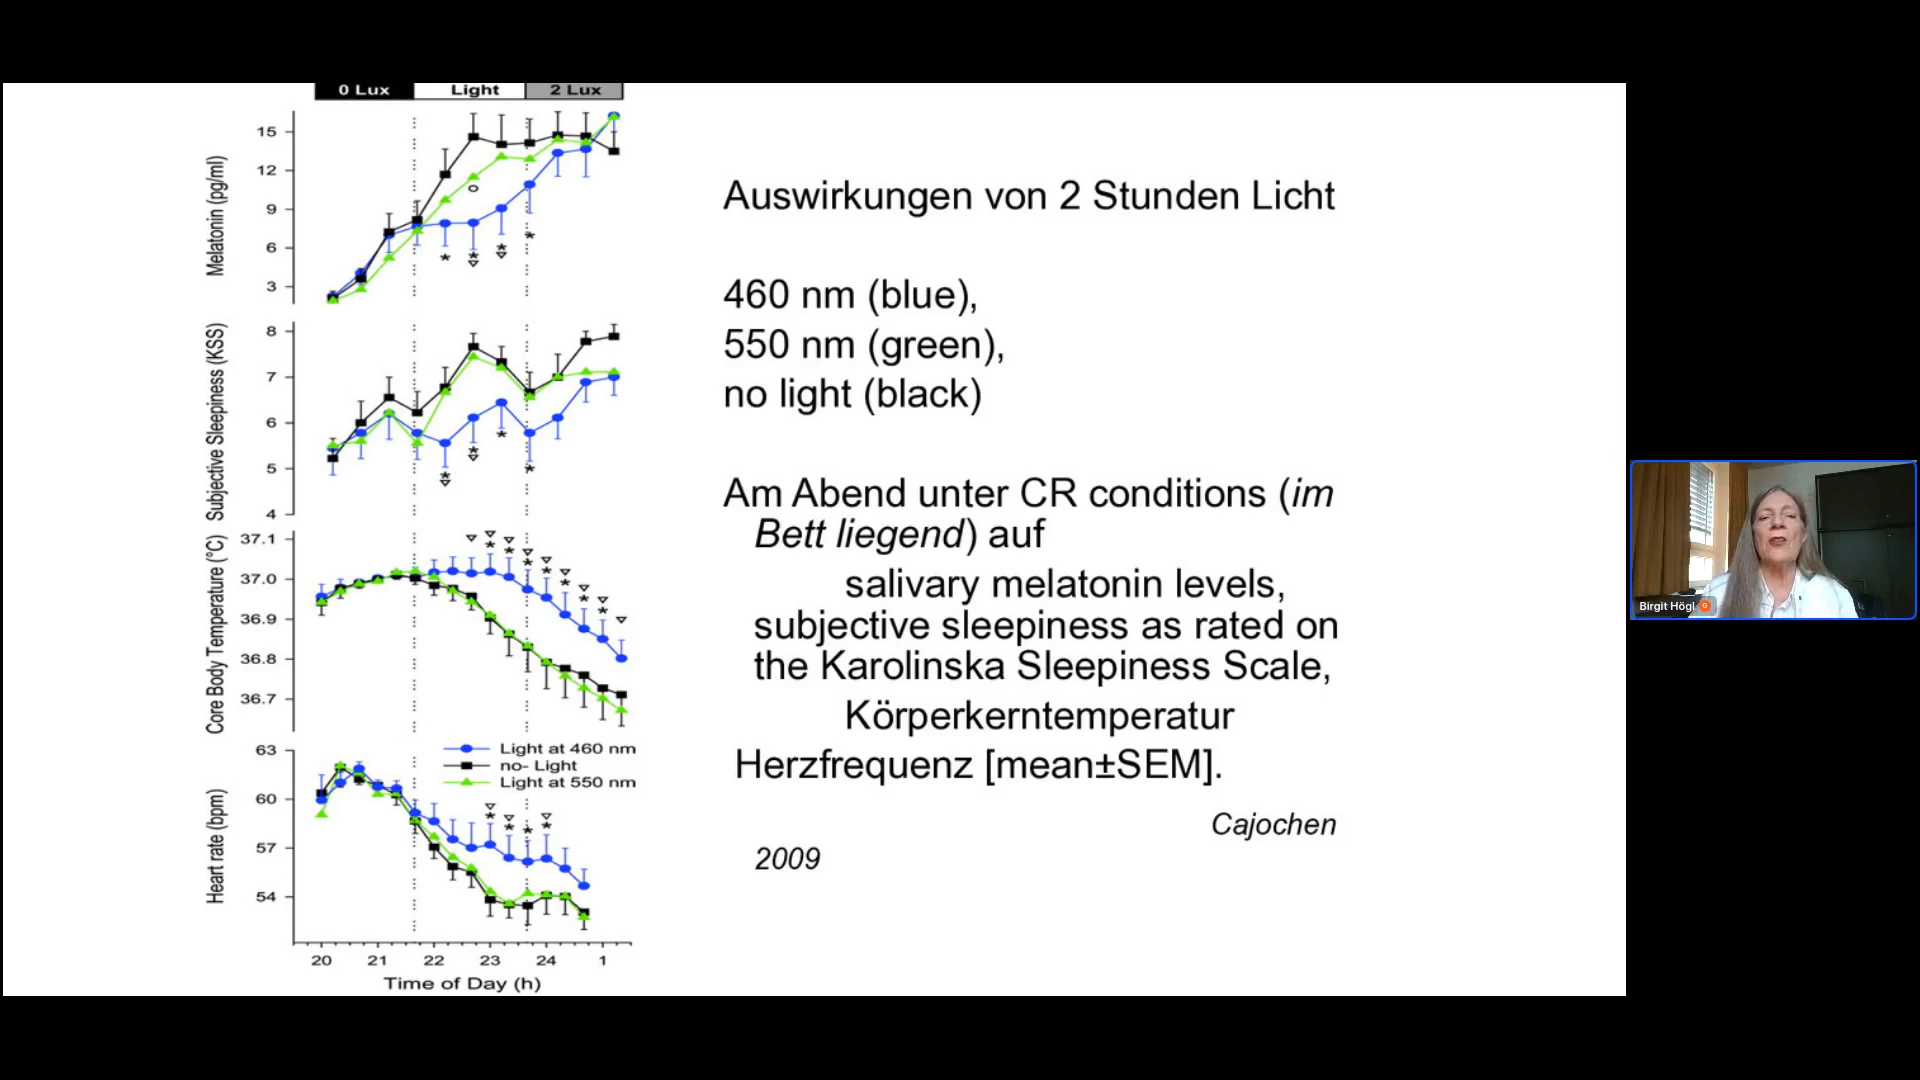 0 Lux Light 2 Lux
Melatonin (pg/ml)
15
12
9
6
3
Subjective Sleepiness (KSS)
8
7
6
5
4
Core Body Temperature (°C)
37.1
37.0
36.9
36.8
36.7
Heart rate (bpm)
63
60
57
54
Light at 460 nm
no- Light
Light at 550 nm
20 21 22 23 24 1
Time of Day (h)
Auswirkungen von 2 Stunden Licht
460 nm (blue),
550 nm (green),
no light (black)
Am Abend unter CR conditions (im
Bett liegend) auf
salivary melatonin levels,
subjective sleepiness as rated on
the Karolinska Sleepiness Scale,
Körperkerntemperatur
Herzfrequenz [mean±SEM].
Cajochen
2009
Birgit Högl